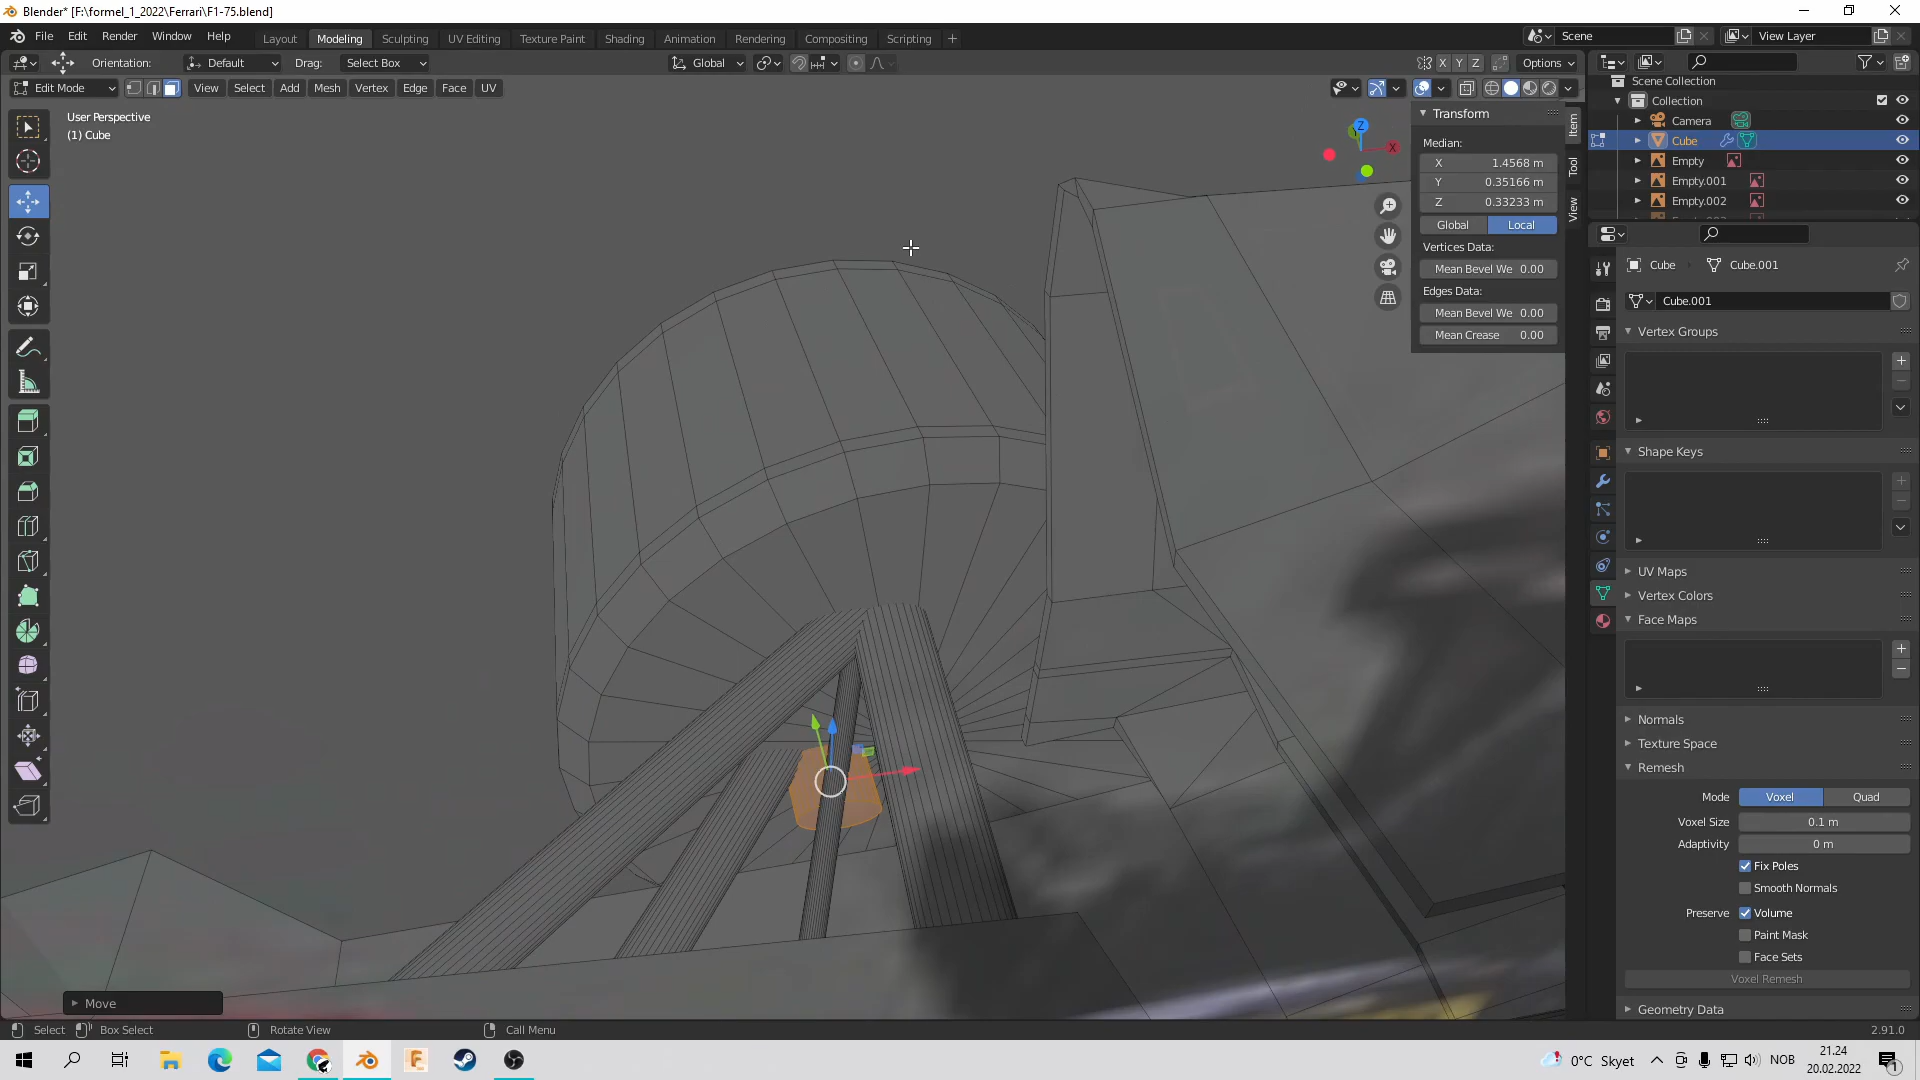 Blender* [F:\formel_1_2022\Ferrari\F1-75.blend]
File Edit Render Window Help
Layout Modeling Sculpting UV Editing Texture Paint Shading Animation Rendering Compositing Scripting +
Scene
View Layer
Orientation: Default Drag: Select Box
Global
X Y Z Options
Edit Mode View Select Add Mesh Vertex Edge Face UV
User Perspective
(1) Cube
Z
X
Transform
Median:
X 1.4568 m
Y 0.35166 m
Z 0.33233 m
Global Local
Vertices Data:
Mean Bevel We 0.00
Edges Data:
Mean Bevel We 0.00
Mean Crease 0.00
Item
Tool
View
Scene Collection
Collection
Camera
Cube
Empty
Empty.001
Empty.002
Cube Cube.001
Cube.001
Vertex Groups
Shape Keys
UV Maps
Vertex Colors
Face Maps
Normals
Texture Space
Remesh
Mode Voxel Quad
Voxel Size 0.1 m
Adaptivity 0 m
Fix Poles
Smooth Normals
Preserve Volume
Paint Mask
Face Sets
Voxel Remesh
Geometry Data
Move
Select Box Select Rotate View Call Menu
2.91.0
0°C Skyet
NOB
21.24
20.02.2022
1